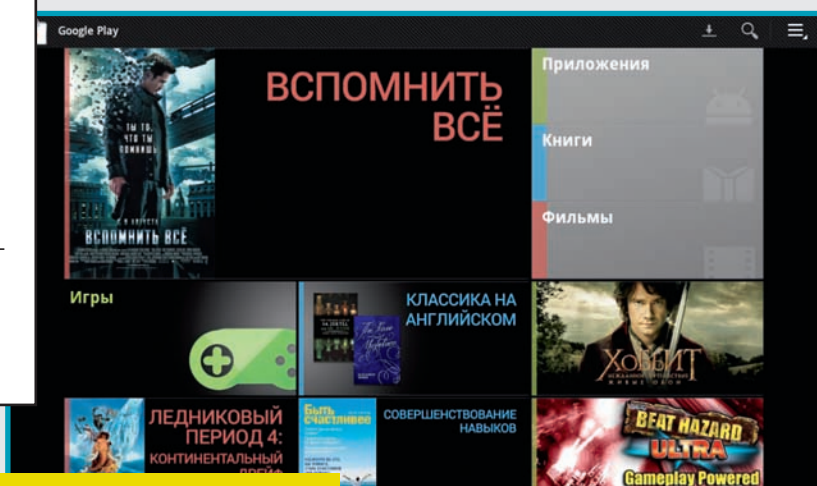 Google Play
ВСПОМНИТЬ
ВСЁ
ТЫ ТО,
ЧТО ТЫ
ПОМНИШЬ
ВСПОМНИТЬ ВСЁ
Приложения
Книги
Фильмы
Игры
КЛАССИКА НА
АНГЛИЙСКОМ
ХОББИТ
ЛЕДНИКОВЫЙ
ПЕРИОД 4:
КОНТИНЕНТАЛЬНЫЙ
ДРЕЙФ
Быть
счастливее
СОВЕРШЕНСТВОВАНИЕ
НАВЫКОВ
BEAT HAZARD
ULTRA
Gameplay Powered